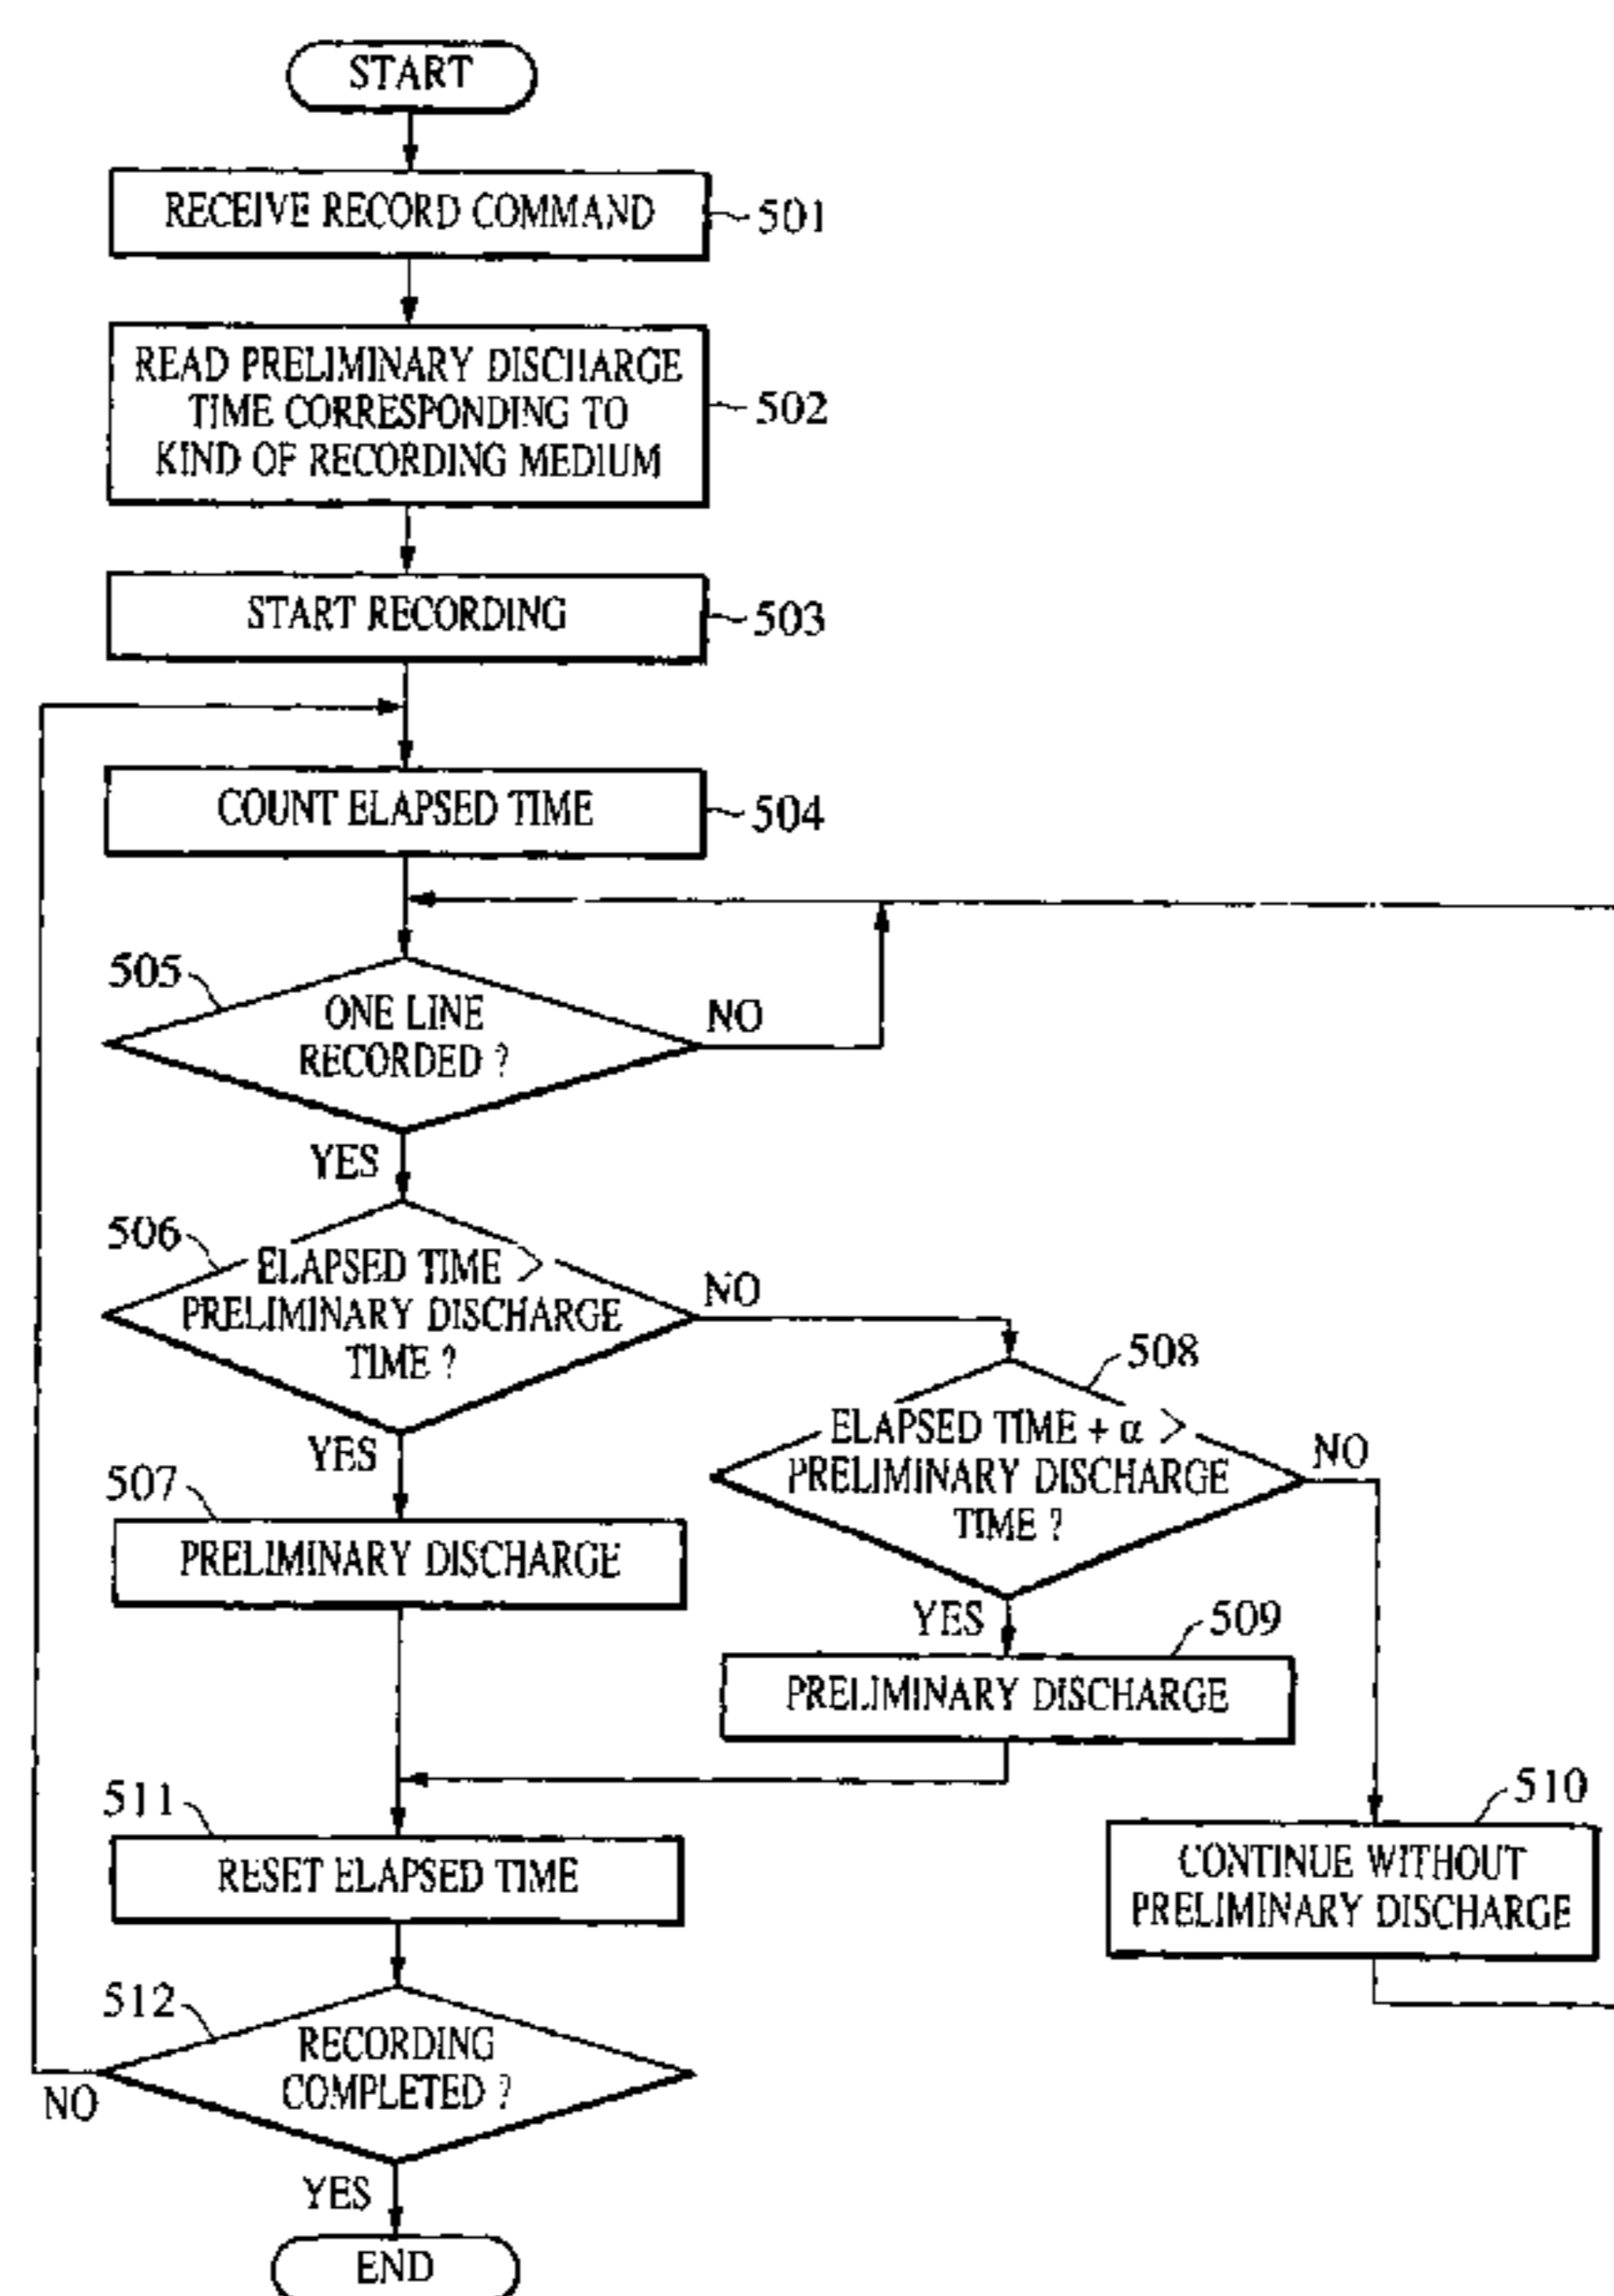 START
RECEIVE RECORD COMMAND
501
READ PRELIMINARY DISCHARGE
TIME CORRESPONDING TO
KIND OF RECORDING MEDIUM
502
START RECORDING
503
COUNT ELAPSED TIME
504
505
ONE LINE
RECORDED ?
NO
YES
506
ELAPSED TIME >
PRELIMINARY DISCHARGE
TIME ?
NO
YES
508
ELAPSED TIME + α >
PRELIMINARY DISCHARGE
TIME ?
NO
YES
507
PRELIMINARY DISCHARGE
509
PRELIMINARY DISCHARGE
510
CONTINUE WITHOUT
PRELIMINARY DISCHARGE
511
RESET ELAPSED TIME
512
RECORDING
COMPLETED ?
NO
YES
END